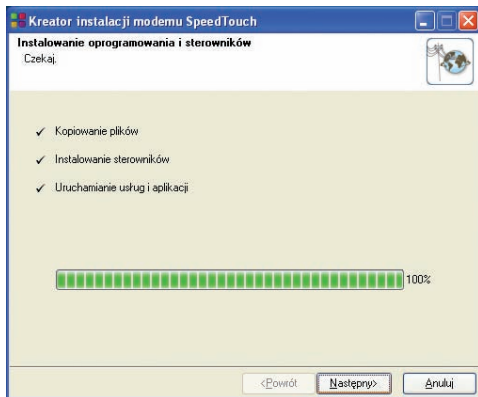 Kreator instalacji modemu SpeedTouch
Instalowanie oprogramowania i sterowników
Czekaj.
Kopiowanie plików
Instalowanie sterowników
Uruchamianie usług i aplikacji
100%
<Powrót Następny> Anuluj